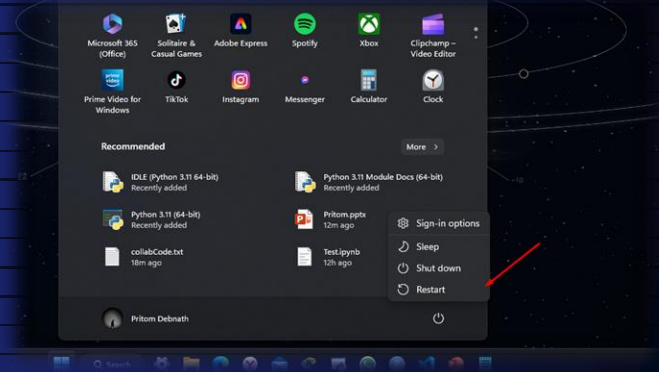 Microsoft 365 (Office)
Solitaire & Casual Games
Adobe Express
Spotify
Xbox
Clipchamp – Video Editor
prime video
Prime Video for Windows
TikTok
Instagram
Messenger
Calculator
Clock
Recommended
More >
IDLE (Python 3.11 64-bit)
Recently added
Python 3.11 Module Docs (64-bit)
Recently added
Python 3.11 (64-bit)
Recently added
Pritom.pptx
12m ago
Sign-in options
Sleep
collabCode.txt
18m ago
Test.ipynb
12h ago
Shut down
Restart
Pritom Debnath
Search